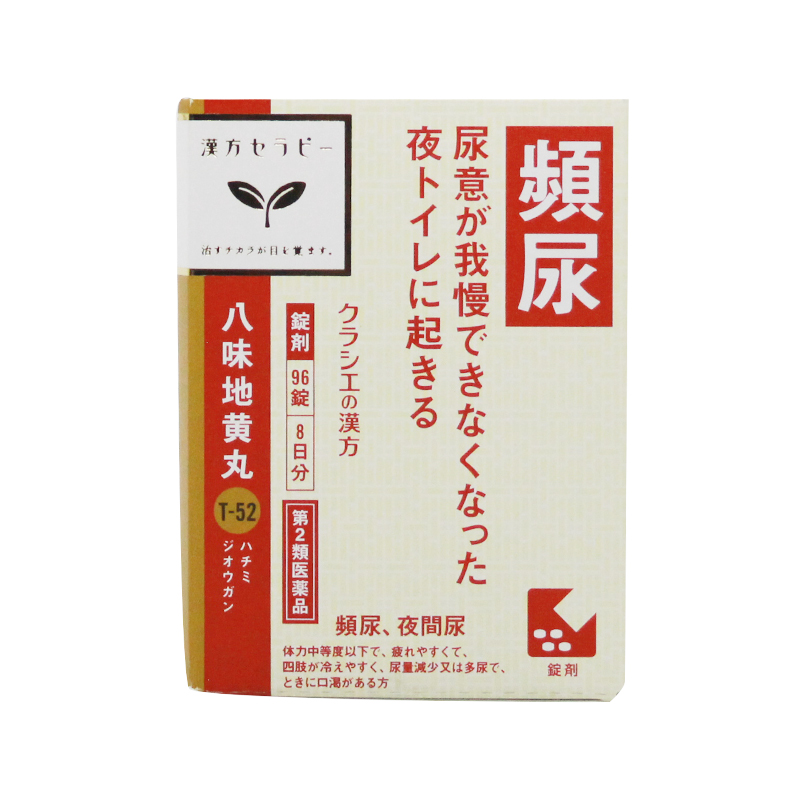 頻尿
尿意が我慢できなくなった
夜トイレに起きる
クラシエの漢方
錠剤
96錠
8日分
第2類医薬品
漢方セラピー
治すチカラが目を覚ます。
八味地黄丸
T-52
ハチミ
ジオウガン
頻尿、夜間尿
体力中等度以下で、疲れやすくて、
四肢が冷えやすく、尿量減少又は多尿で、
ときに口渇がある方
錠剤